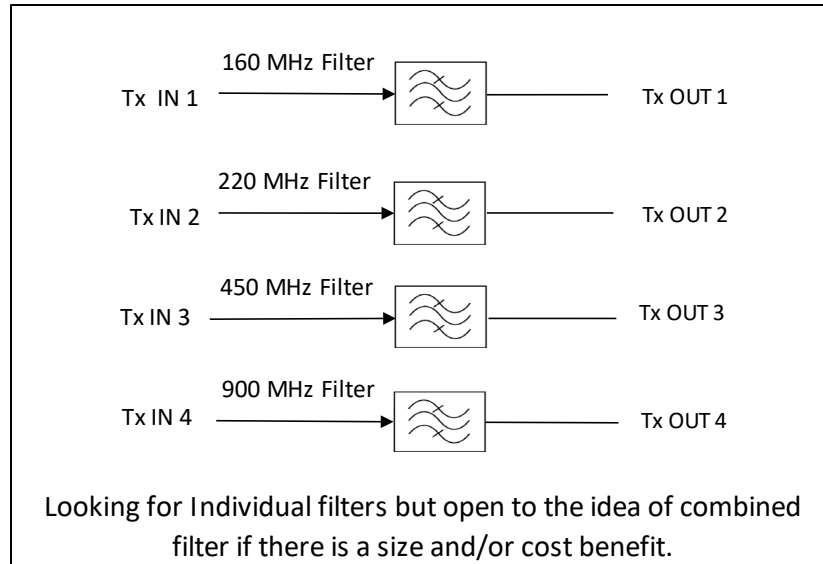 160 MHz Filter
Tx IN 1
Tx OUT 1
220 MHz Filter
Tx IN 2
Tx OUT 2
450 MHz Filter
Tx IN 3
Tx OUT 3
900 MHz Filter
Tx IN 4
Tx OUT 4
Looking for Individual filters but open to the idea of combined
filter if there is a size and/or cost benefit.